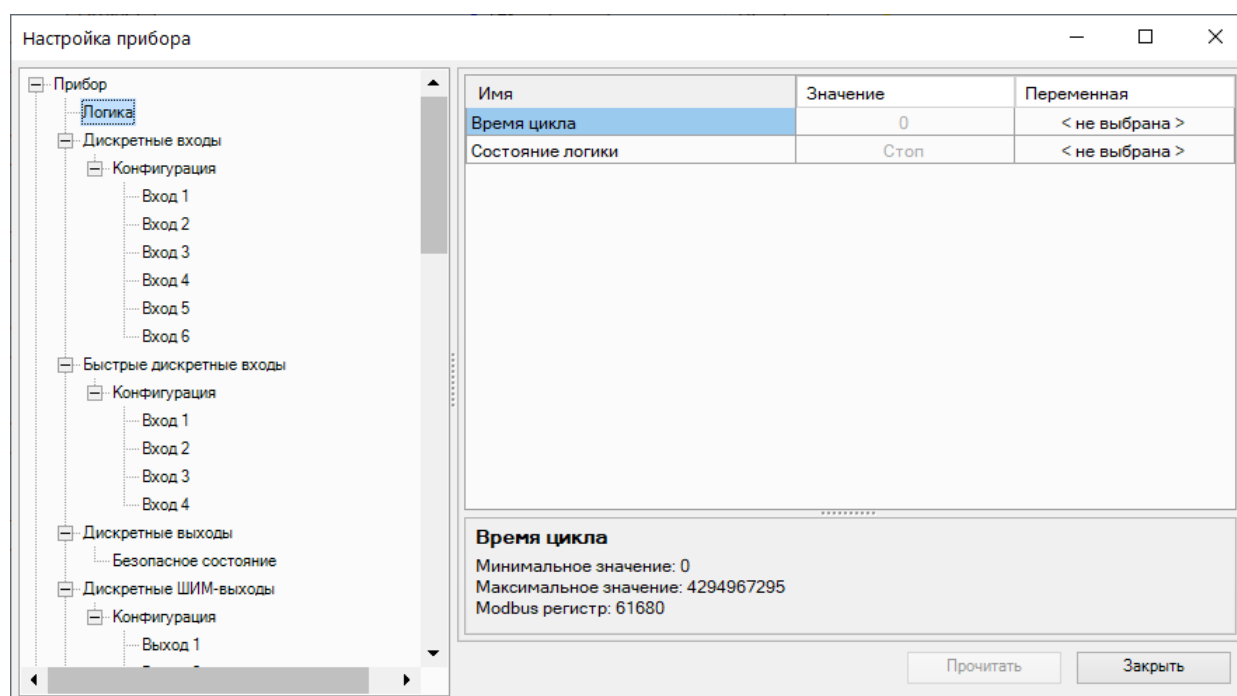 Настройка прибора
Прибор
Логика
Дискретные входы
Конфигурация
Вход 1
Вход 2
Вход 3
Вход 4
Вход 5
Вход 6
Быстрые дискретные входы
Конфигурация
Вход 1
Вход 2
Вход 3
Вход 4
Дискретные выходы
Безопасное состояние
Дискретные ШИМ-выходы
Конфигурация
Выход 1
Имя Значение Переменная
Время цикла 0 < не выбрана >
Состояние логики Стоп < не выбрана >
Время цикла
Минимальное значение: 0
Максимальное значение: 4294967295
Modbus регистр: 61680
Прочитать Закрыть